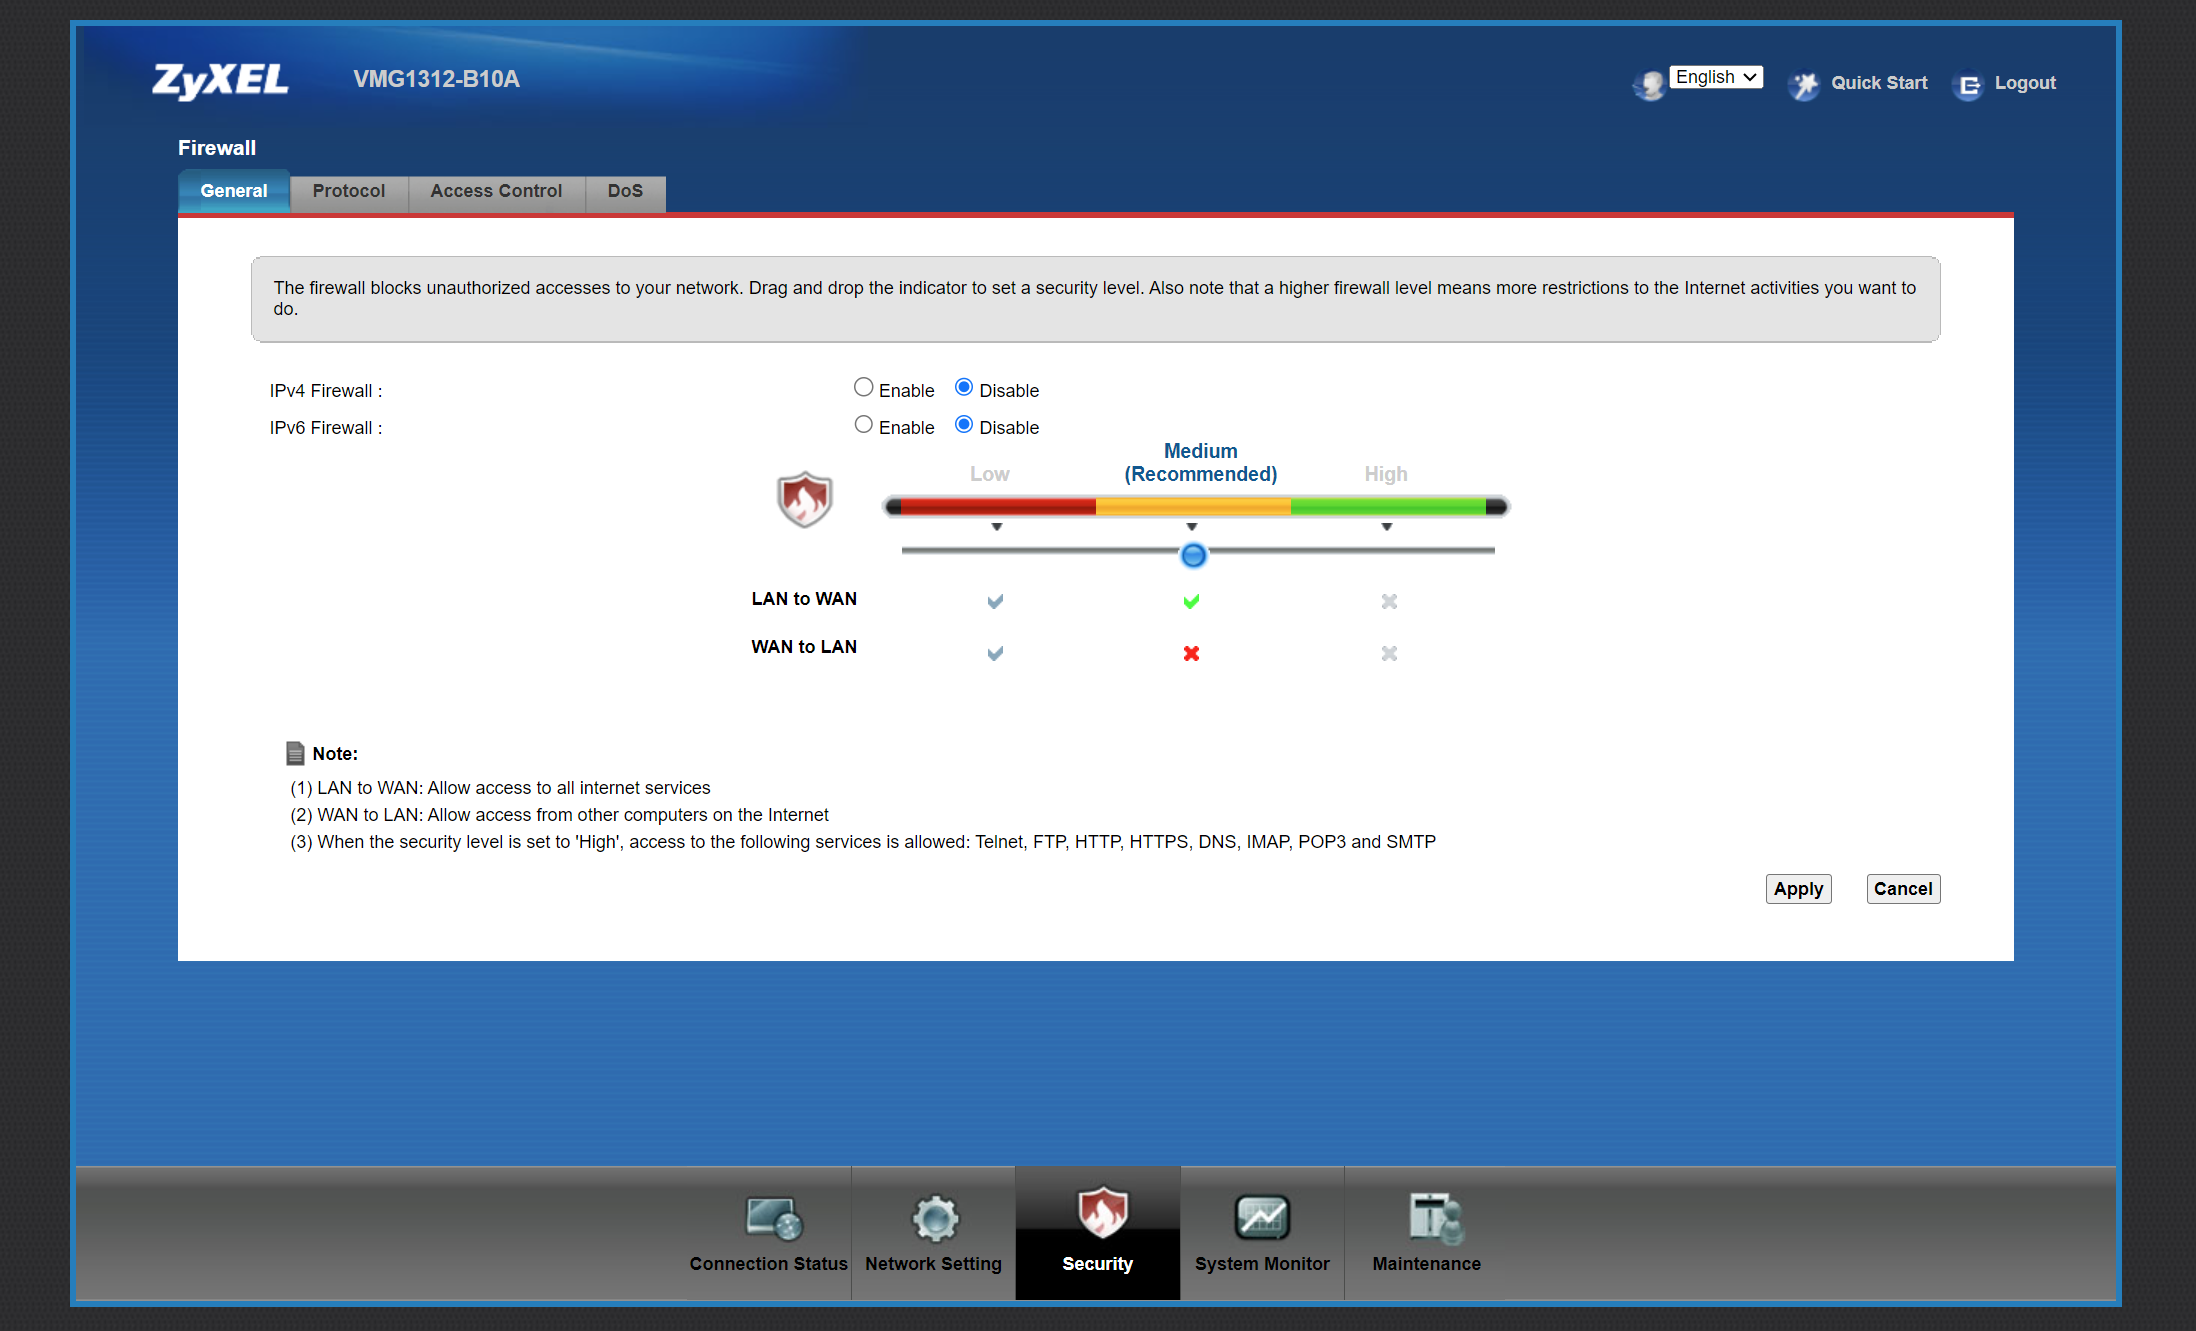 ZyXEL
VMG1312-B10A
English
Quick Start
Logout
Firewall
General
Protocol
Access Control
DoS
The firewall blocks unauthorized accesses to your network. Drag and drop the indicator to set a security level. Also note that a higher firewall level means more restrictions to the Internet activities you want to
do.
IPv4 Firewall :
Enable
Disable
IPv6 Firewall :
Enable
Disable
Low
Medium
(Recommended)
High
LAN to WAN
WAN to LAN
Note:
(1) LAN to WAN: Allow access to all internet services
(2) WAN to LAN: Allow access from other computers on the Internet
(3) When the security level is set to 'High', access to the following services is allowed: Telnet, FTP, HTTP, HTTPS, DNS, IMAP, POP3 and SMTP
Apply
Cancel
Connection Status
Network Setting
Security
System Monitor
Maintenance